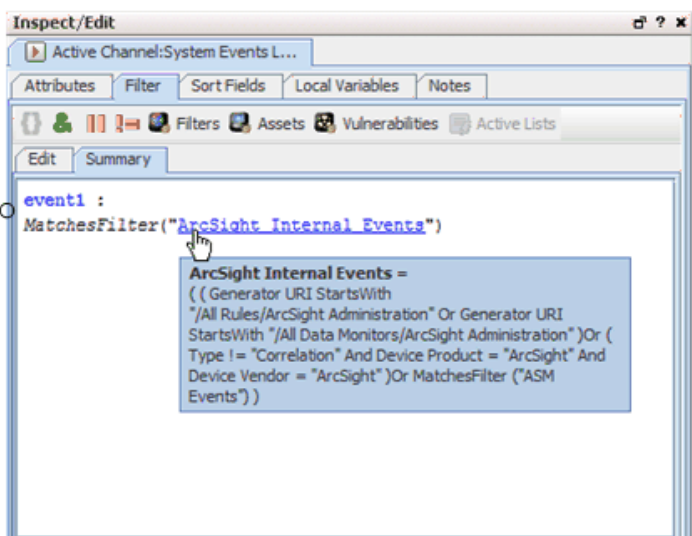 Inspect/Edit ? x
Active Channel:System Events L...
Attributes Filter Sort Fields Local Variables Notes
Filters Assets Vulnerabilities Active Lists
Edit Summary
event1 :
MatchesFilter("ArcSight Internal Events")
ArcSight Internal Events =
( ( Generator URI StartsWith
"/All Rules/ArcSight Administration" Or Generator URI
StartsWith "/All Data Monitors/ArcSight Administration" )Or (
Type != "Correlation" And Device Product = "ArcSight" And
Device Vendor = "ArcSight" )Or MatchesFilter ("ASM
Events") )